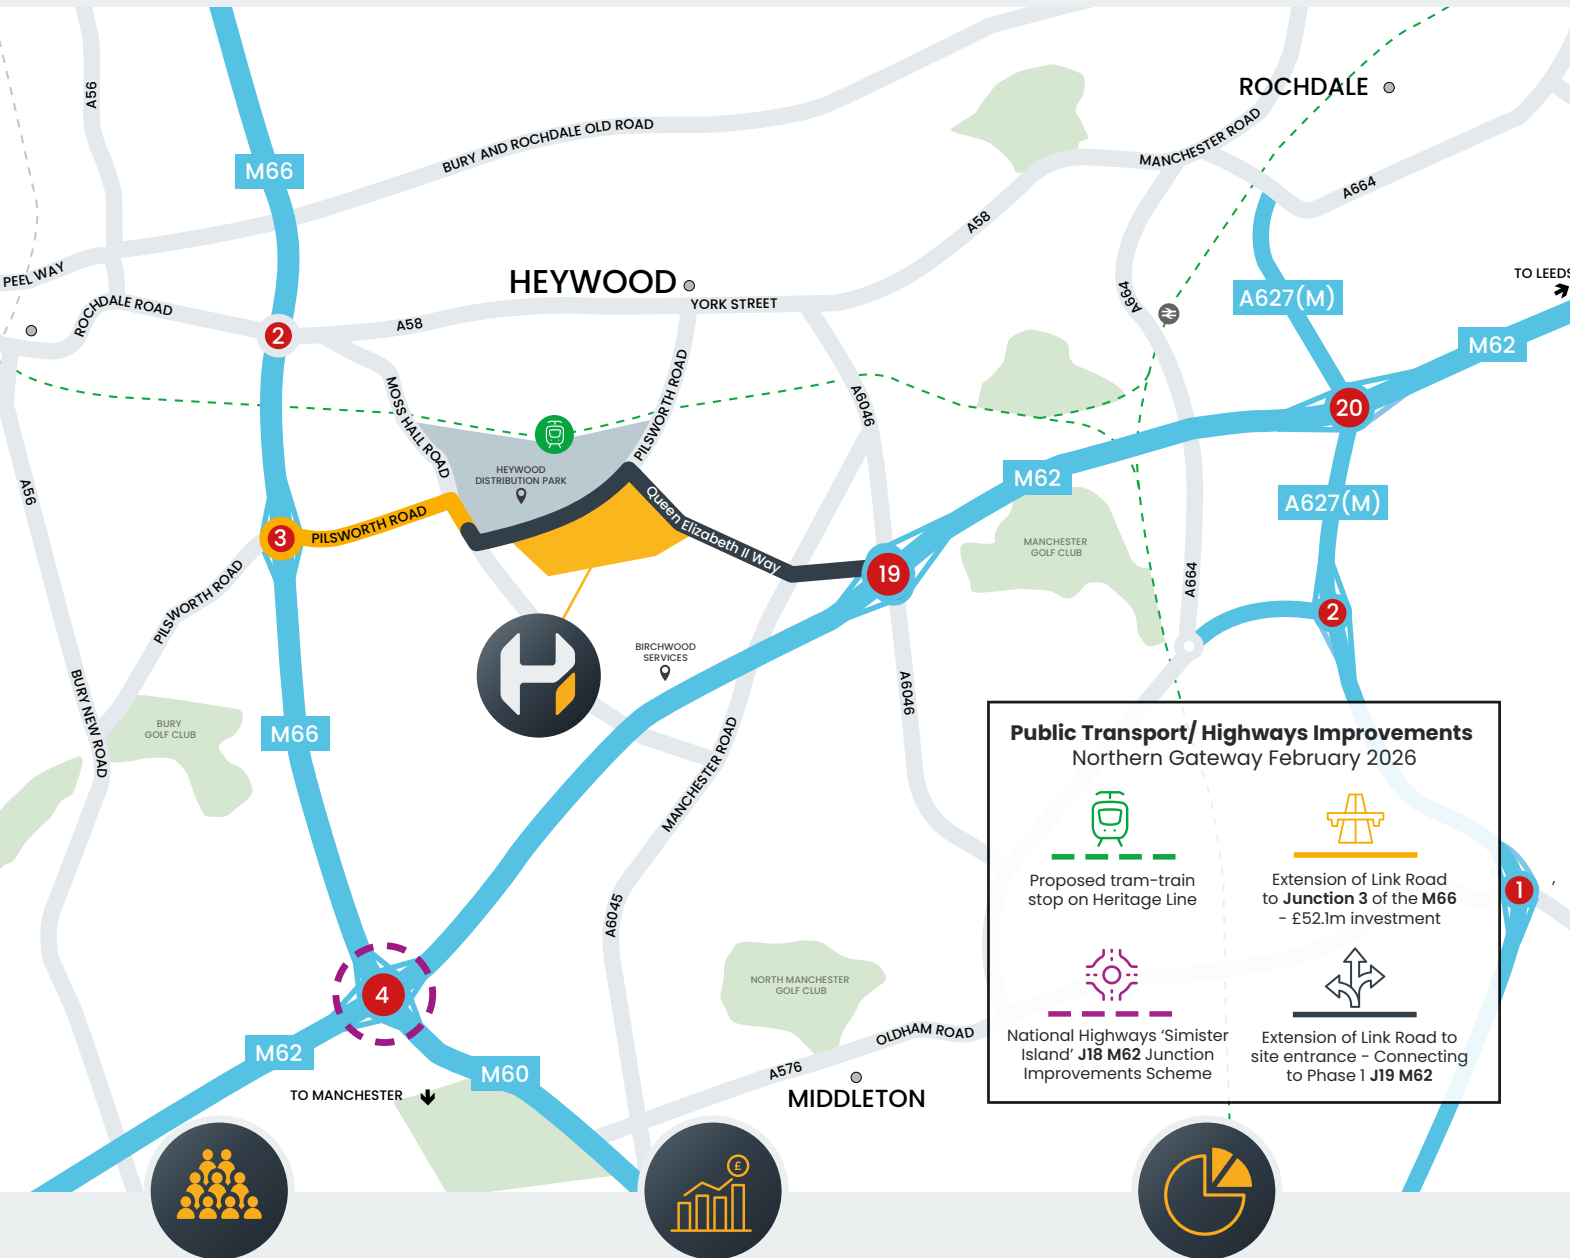 ROCHDALE
A56
BURY AND ROCHDALE OLD ROAD
MANCHESTER ROAD
M66
A664
A58
PEEL WAY
TO LEEDS
HEYWOOD
A664
A627(M)
ROCHDALE ROAD
YORK STREET
A58
2
M62
MOSS HALL ROAD
PILSWORTH ROAD
A6046
20
HEYWOOD
DISTRIBUTION PARK
M62
A56
Queen Elizabeth II Way
A627(M)
PILSWORTH ROAD
3
MANCHESTER
GOLF CLUB
19
A664
PILSWORTH ROAD
2
BIRCHWOOD
SERVICES
A6046
BURY NEW ROAD
BURY
GOLF CLUB
M66
MANCHESTER ROAD
Public Transport/ Highways Improvements
Northern Gateway February 2026
Proposed tram-train
stop on Heritage Line
Extension of Link Road
to Junction 3 of the M66
- £52.1m investment
National Highways ‘Simister
Island’ J18 M62 Junction
Improvements Scheme
Extension of Link Road to
site entrance - Connecting
to Phase 1 J19 M62
1
,
A6045
4
NORTH MANCHESTER
GOLF CLUB
M62
OLDHAM ROAD
M60
A576
TO MANCHESTER
MIDDLETON
£